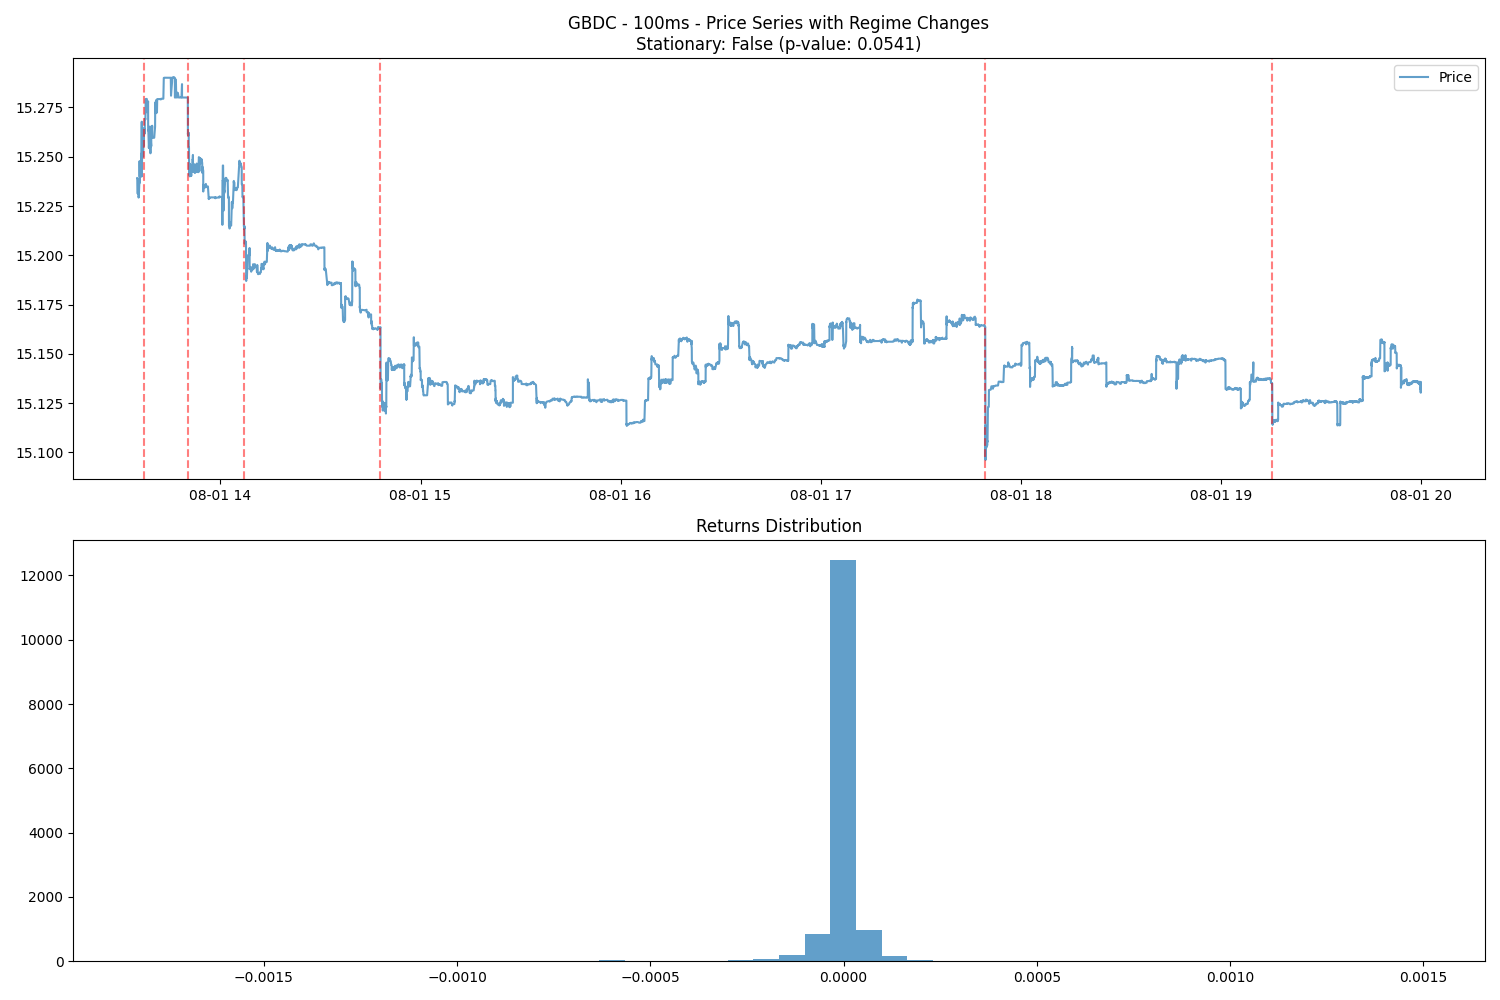 GBDC - 100ms - Price Series with Regime Changes
Stationary: False (p-value: 0.0541)
Price
15.275
15.250
15.225
15.200
15.175
15.150
15.125
15.100
08-01 14 08-01 15 08-01 16 08-01 17 08-01 18 08-01 19 08-01 20
Returns Distribution
12000
10000
8000
6000
4000
2000
0
−0.0015 −0.0010 −0.0005 0.0000 0.0005 0.0010 0.0015